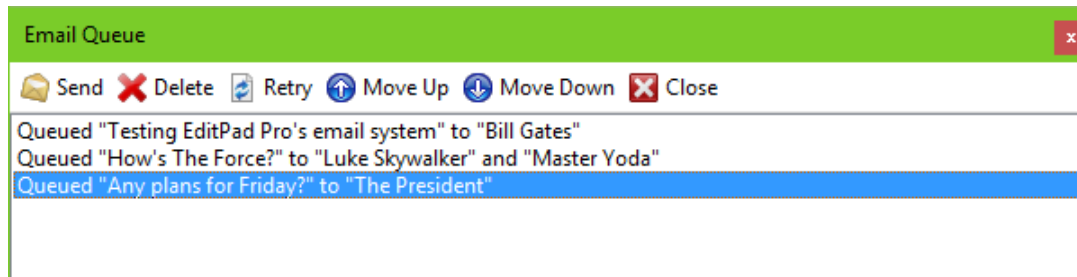 Email Queue
x
Send Delete Retry Move Up Move Down Close
Queued "Testing EditPad Pro's email system" to "Bill Gates"
Queued "How's The Force?" to "Luke Skywalker" and "Master Yoda"
Queued "Any plans for Friday?" to "The President"